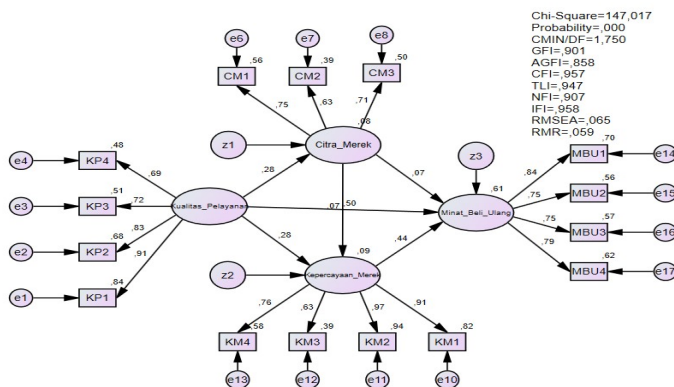 Chi-Square=147,017
Probability=,000
CMIN/DF=1,750
GFI=,901
AGFI=,858
CFI=,957
TLI=,947
NFI=,907
IFI=,958
RMSEA=,065
RMR=,059
e6
e7
e8
,56
,39
,50
CM1
CM2
CM3
,75
,63
,71
,08
z1
Citra_Merek
z3
,70
,84
MBU1
e14
,48
e4
KP4
,69
,28
,07
,61
,56
,75
MBU2
e15
,51
e3
KP3
,72
Kualitas_Pelayanan
,07
,50
Minat_Beli_Ulang
,57
,75
MBU3
e16
,68
e2
KP2
,83
,28
,44
,62
,79
MBU4
e17
,84
e1
KP1
,91
z2
,09
Kepercayaan_Merek
,76
,63
,97
,91
,58
,39
,94
,82
KM4
KM3
KM2
KM1
e13
e12
e11
e10